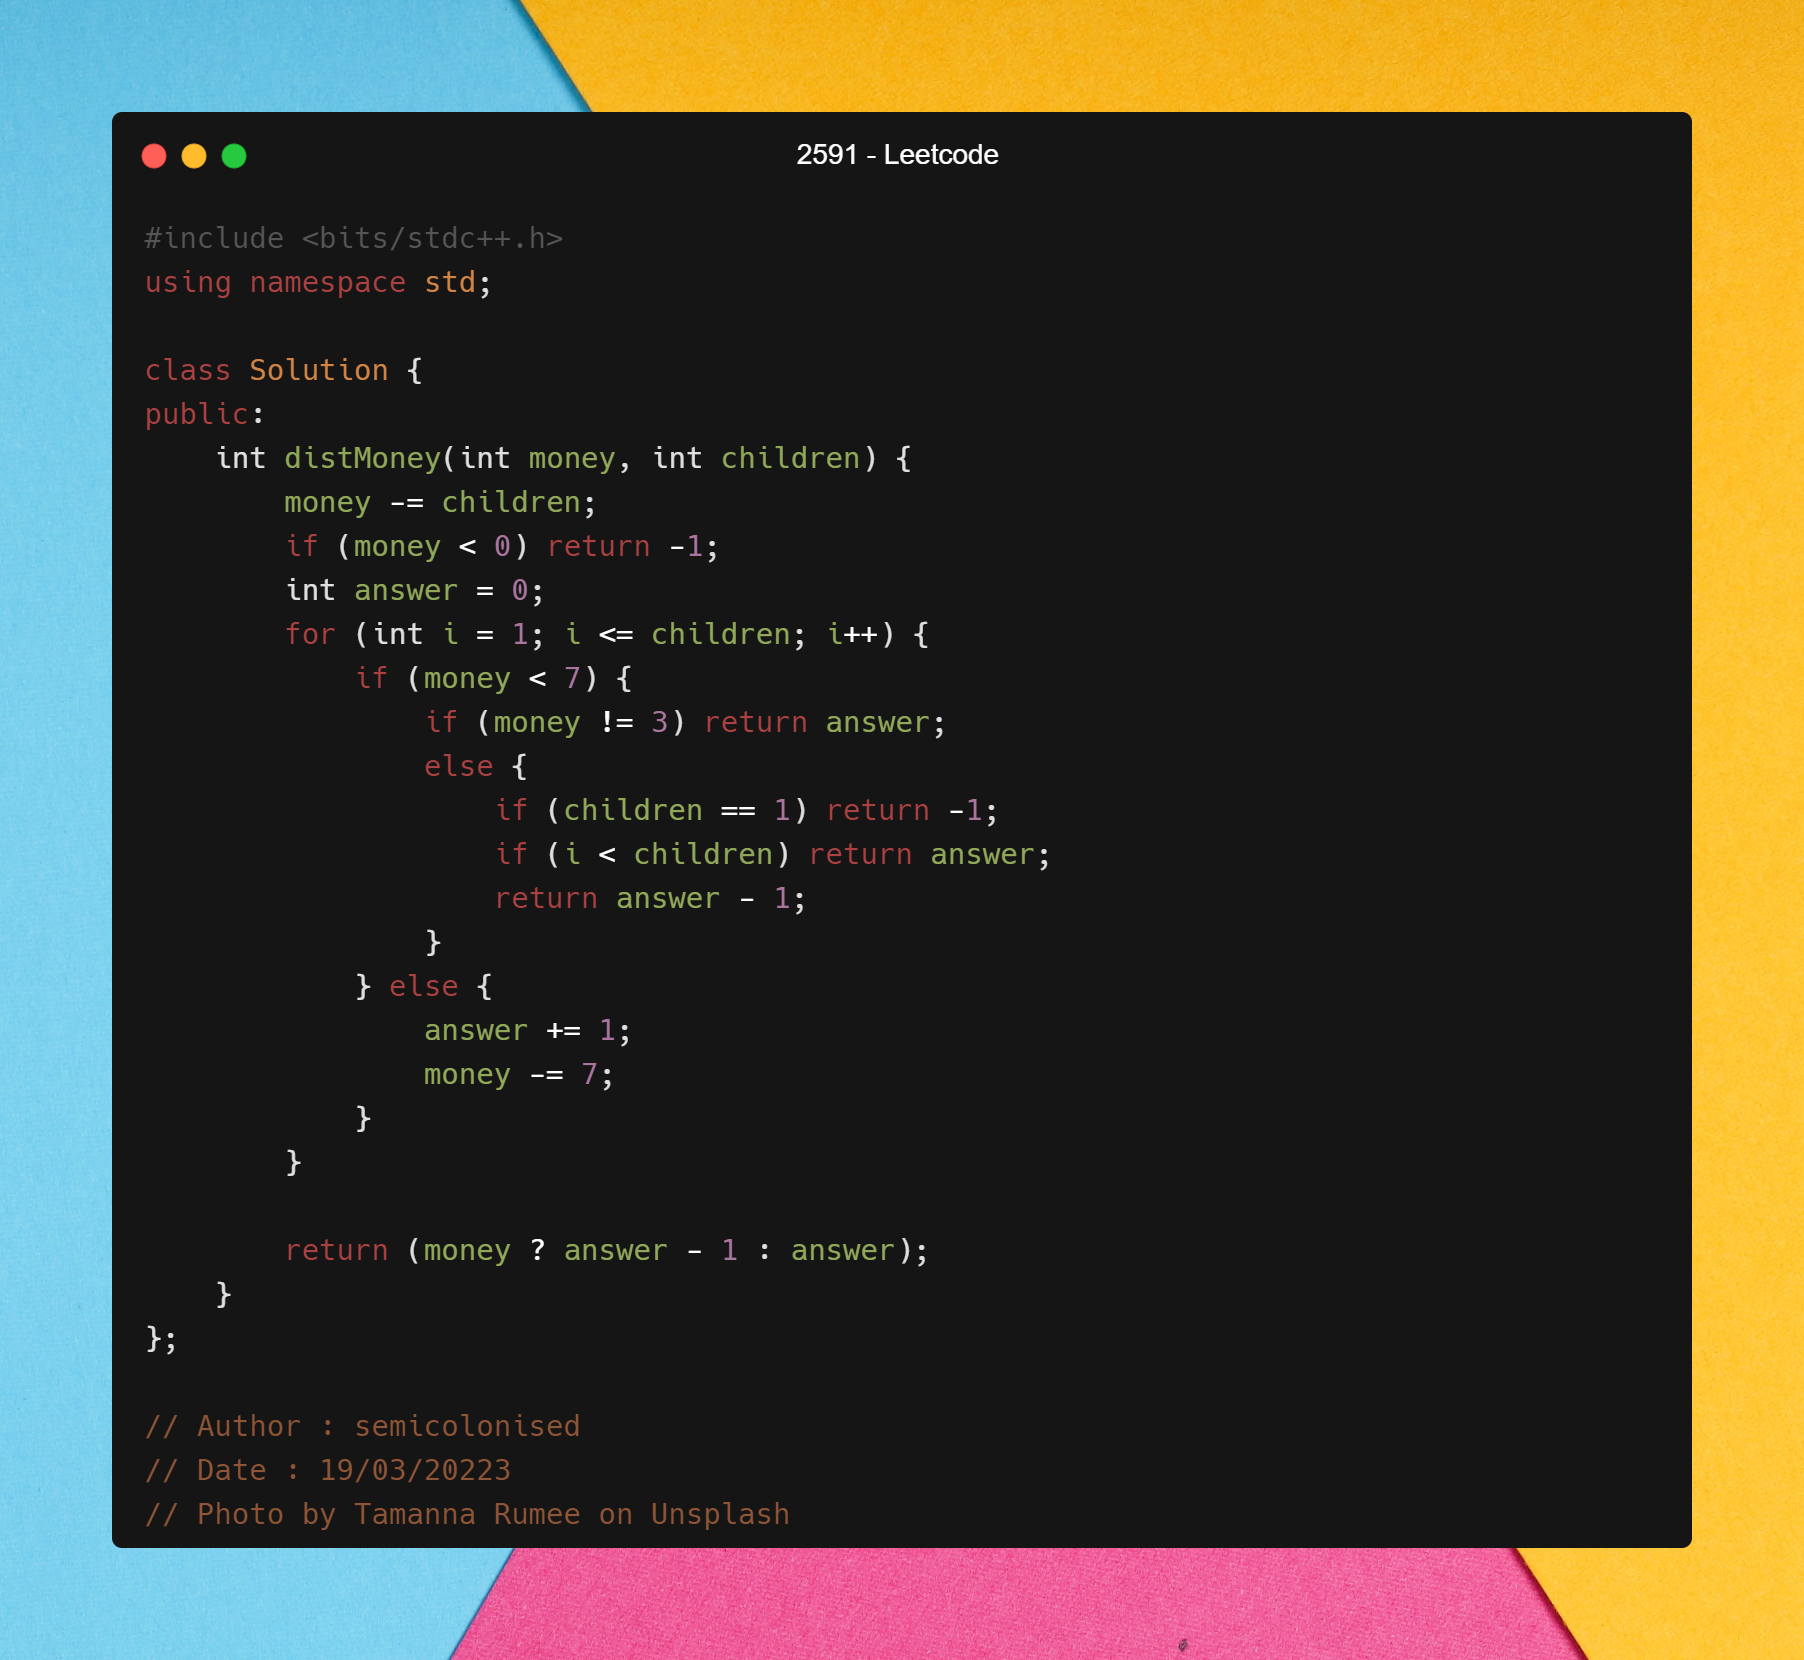 2591 - Leetcode
#include <bits/stdc++.h>
using namespace std;
class Solution {
public:
    int distMoney(int money, int children) {
        money -= children;
        if (money < 0) return -1;
        int answer = 0;
        for (int i = 1; i <= children; i++) {
            if (money < 7) {
                if (money != 3) return answer;
                else {
                    if (children == 1) return -1;
                    if (i < children) return answer;
                    return answer - 1;
                }
            } else {
                answer += 1;
                money -= 7;
            }
        }
        return (money ? answer - 1 : answer);
    }
};
// Author : semicolonised
// Date : 19/03/20223
// Photo by Tamanna Rumee on Unsplash